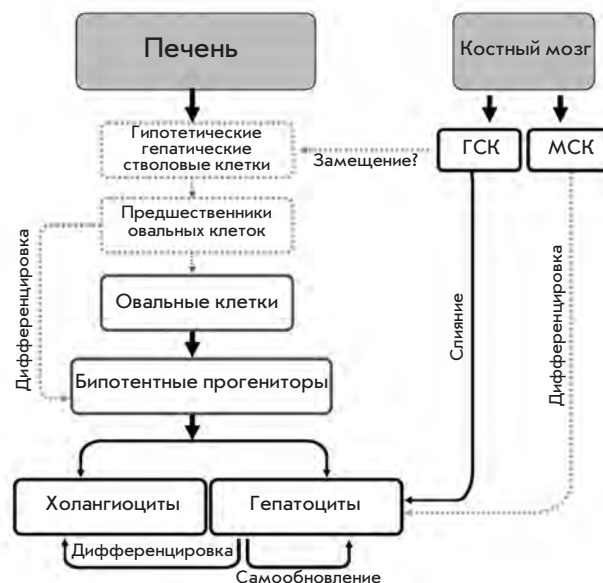 Печень
Костный мозг
Гипотетические
гепатические
стволовые клетки
Замещение?
ГСК
МСК
Предшественники
овальных клеток
Дифференцировка
Овальные клетки
Слияние
Дифференцировка
Бипотентные прогениторы
Холангиоциты
Гепатоциты
Дифференцировка
Самообновление